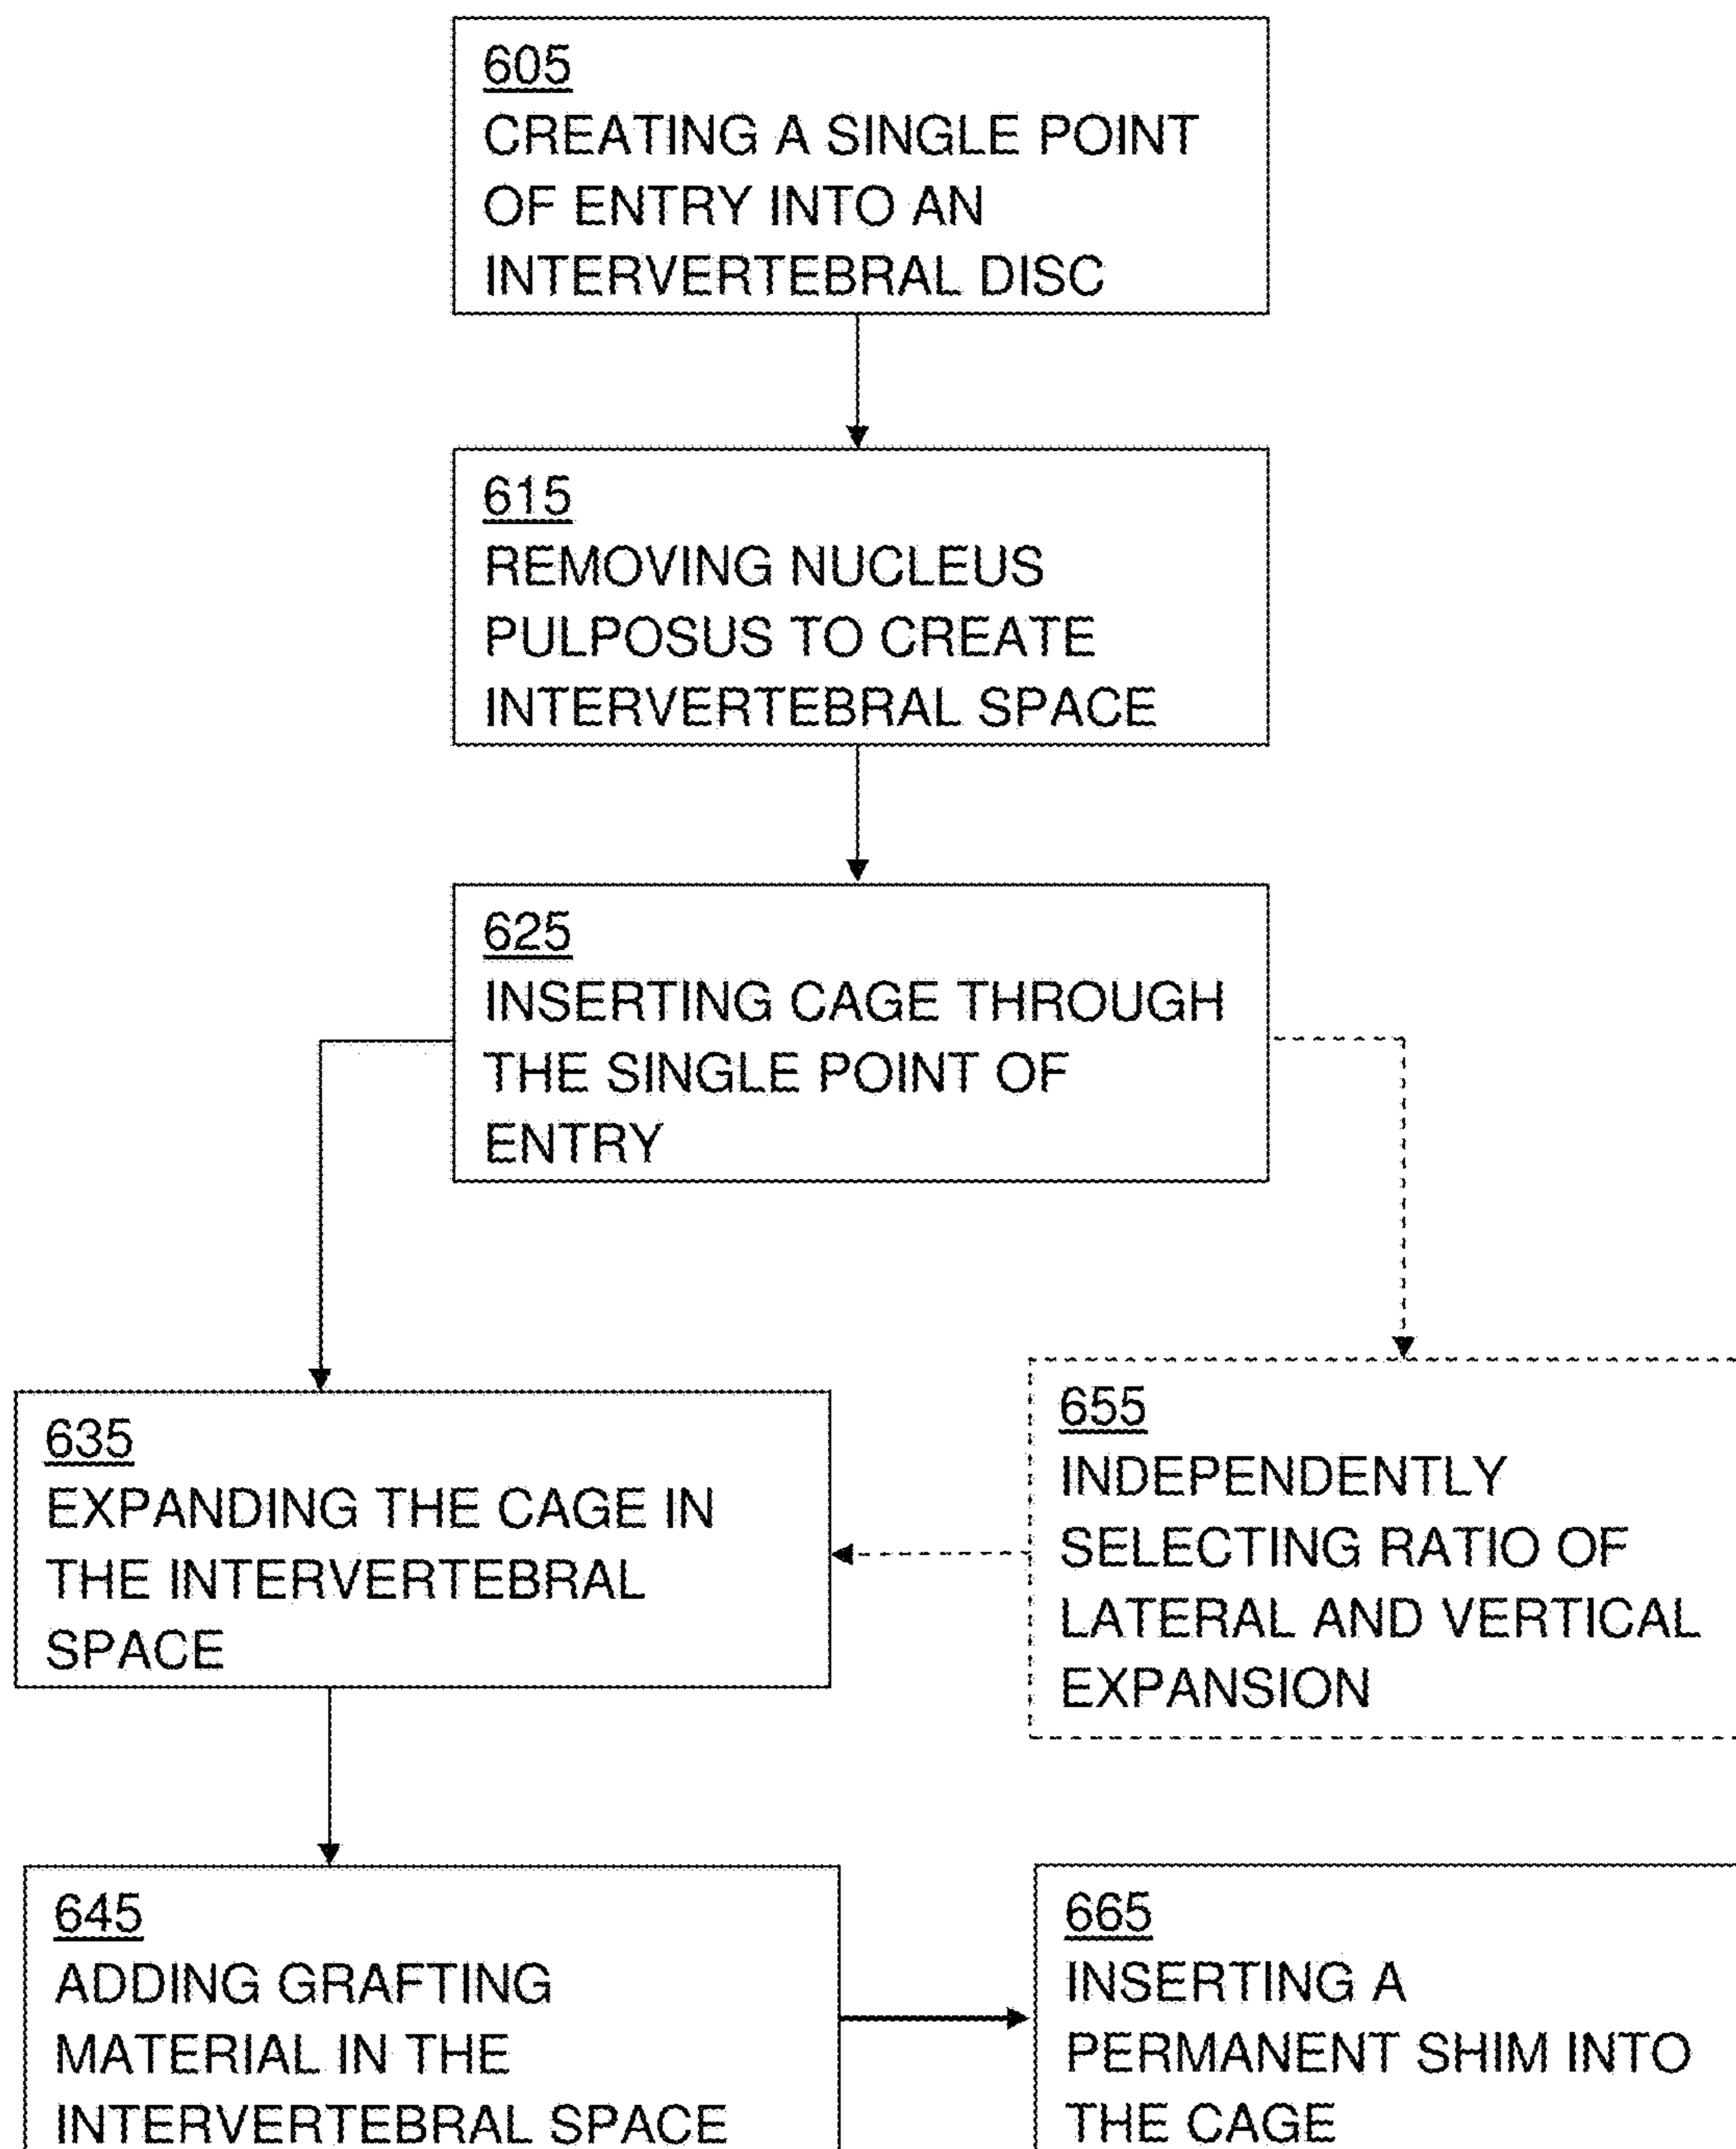 605
CREATING A SINGLE POINT
OF ENTRY INTO AN
INTERVERTEBRAL DISC
615
REMOVING NUCLEUS
PULPOSUS TO CREATE
INTERVERTEBRAL SPACE
625
INSERTING CAGE THROUGH
THE SINGLE POINT OF
ENTRY
635
EXPANDING THE CAGE IN
THE INTERVERTEBRAL
SPACE
655
INDEPENDENTLY
SELECTING RATIO OF
LATERAL AND VERTICAL
EXPANSION
645
ADDING GRAFTING
MATERIAL IN THE
INTERVERTEBRAL SPACE
665
INSERTING A
PERMANENT SHIM INTO
THE CAGE